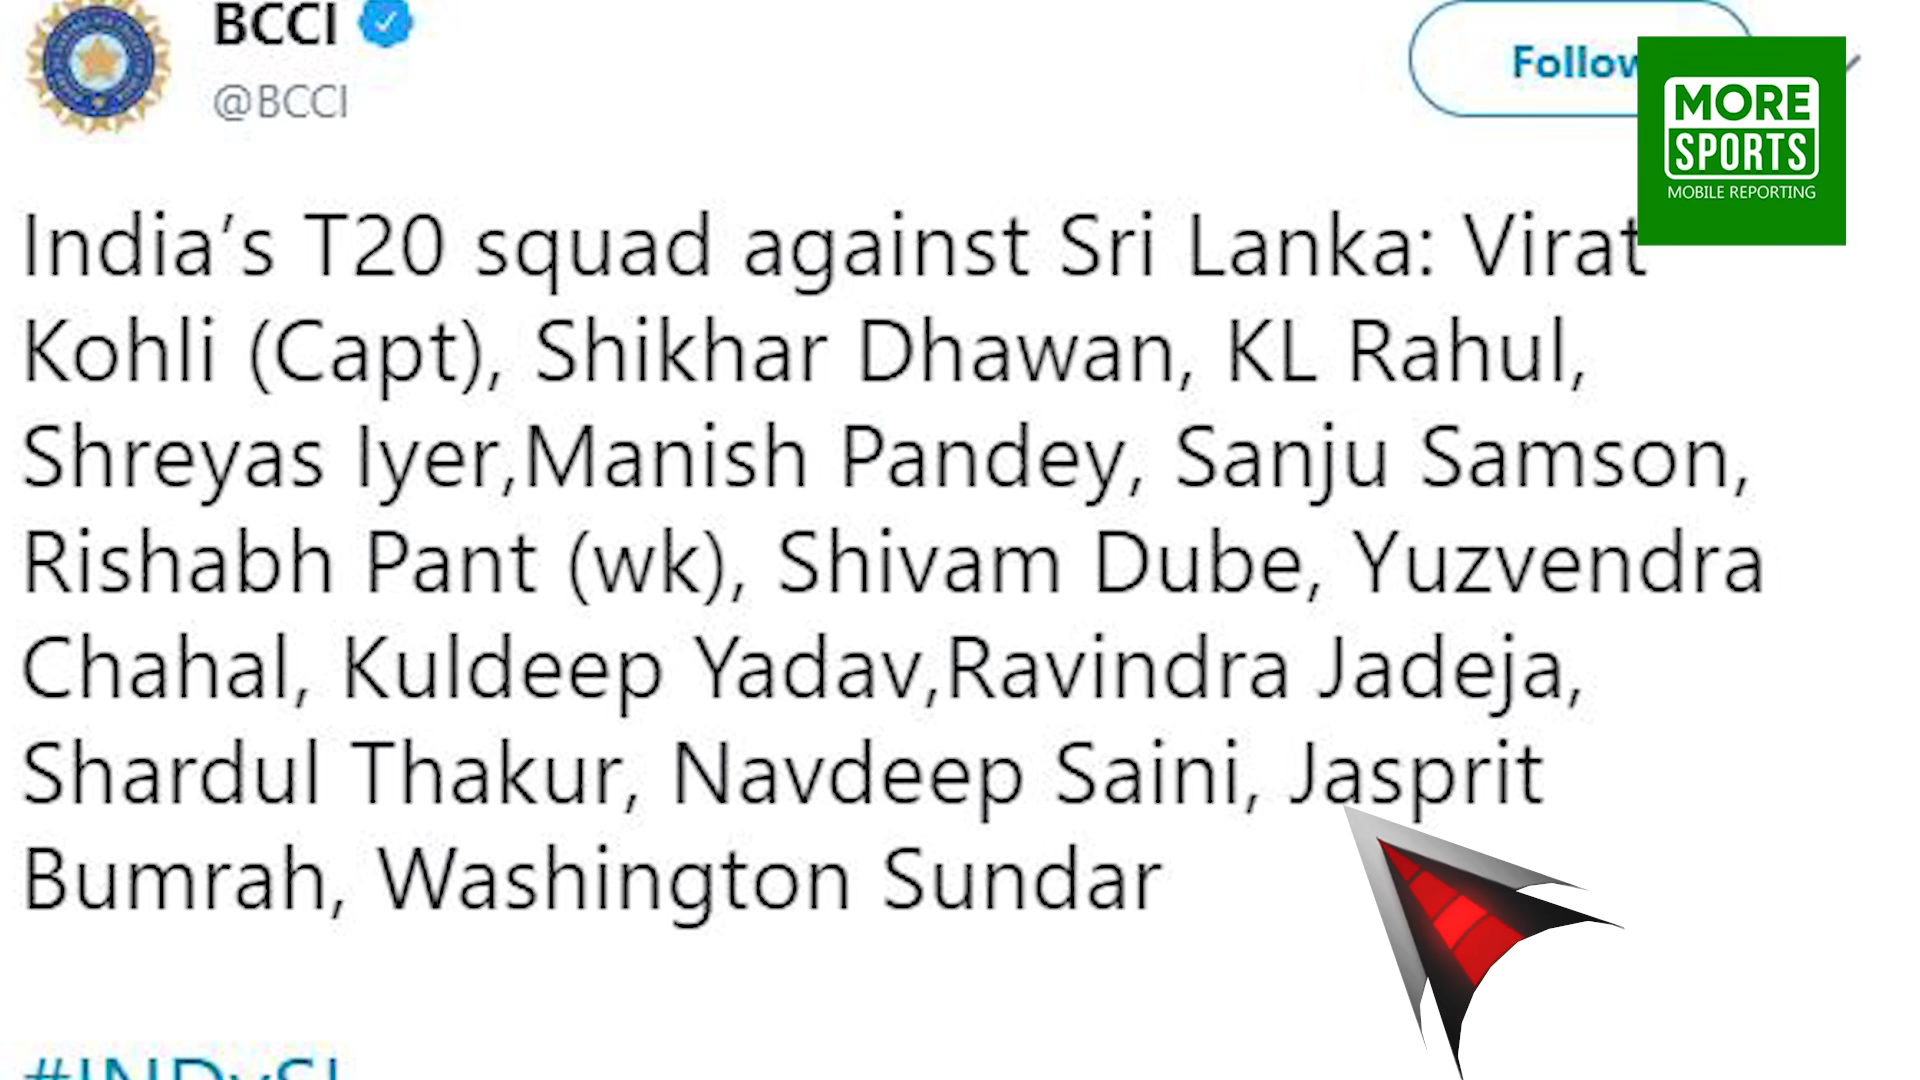 BCCI
@BCCI
Follow
MORE
SPORTS
MOBILE REPORTING
India’s T20 squad against Sri Lanka: Virat
Kohli (Capt), Shikhar Dhawan, KL Rahul,
Shreyas Iyer,Manish Pandey, Sanju Samson,
Rishabh Pant (wk), Shivam Dube, Yuzvendra
Chahal, Kuldeep Yadav,Ravindra Jadeja,
Shardul Thakur, Navdeep Saini, Jasprit
Bumrah, Washington Sundar
#INDvSL